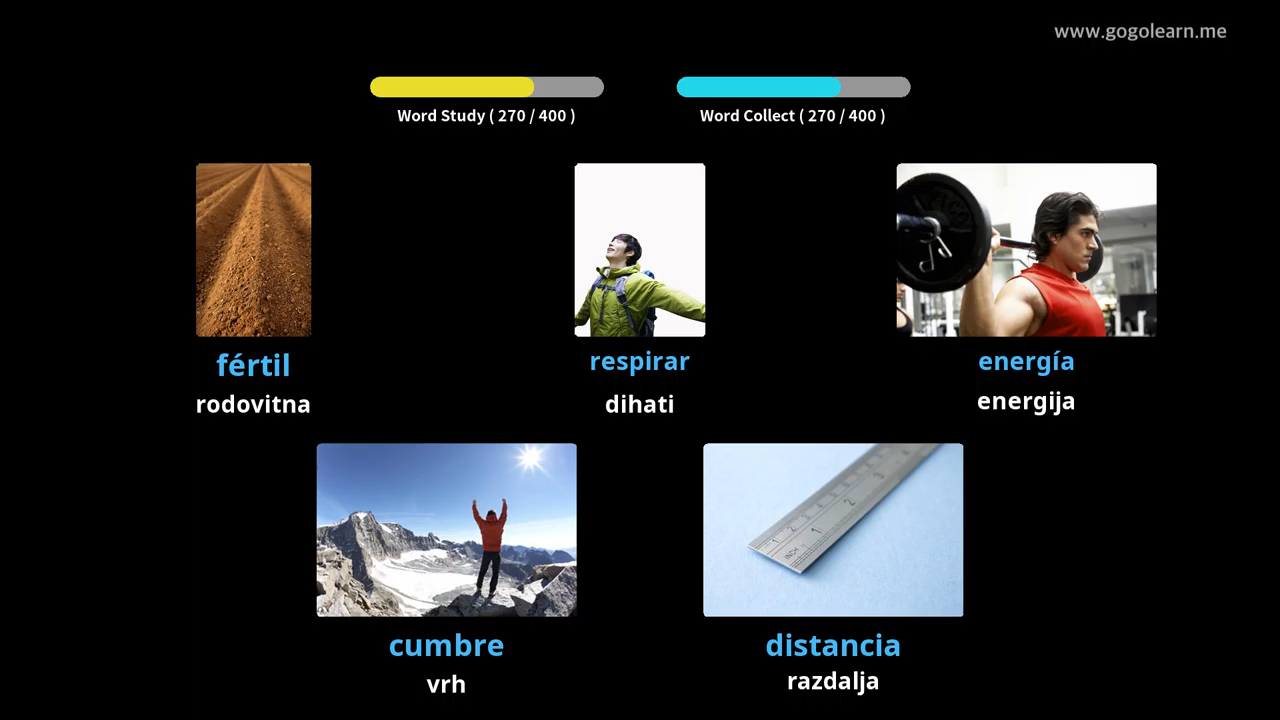 www.gogolearn.me
Word Study ( 270 / 400 )
Word Collect ( 270 / 400 )
fértil
rodovitna
respirar
dihati
energía
energija
cumbre
vrh
distancia
razdalja